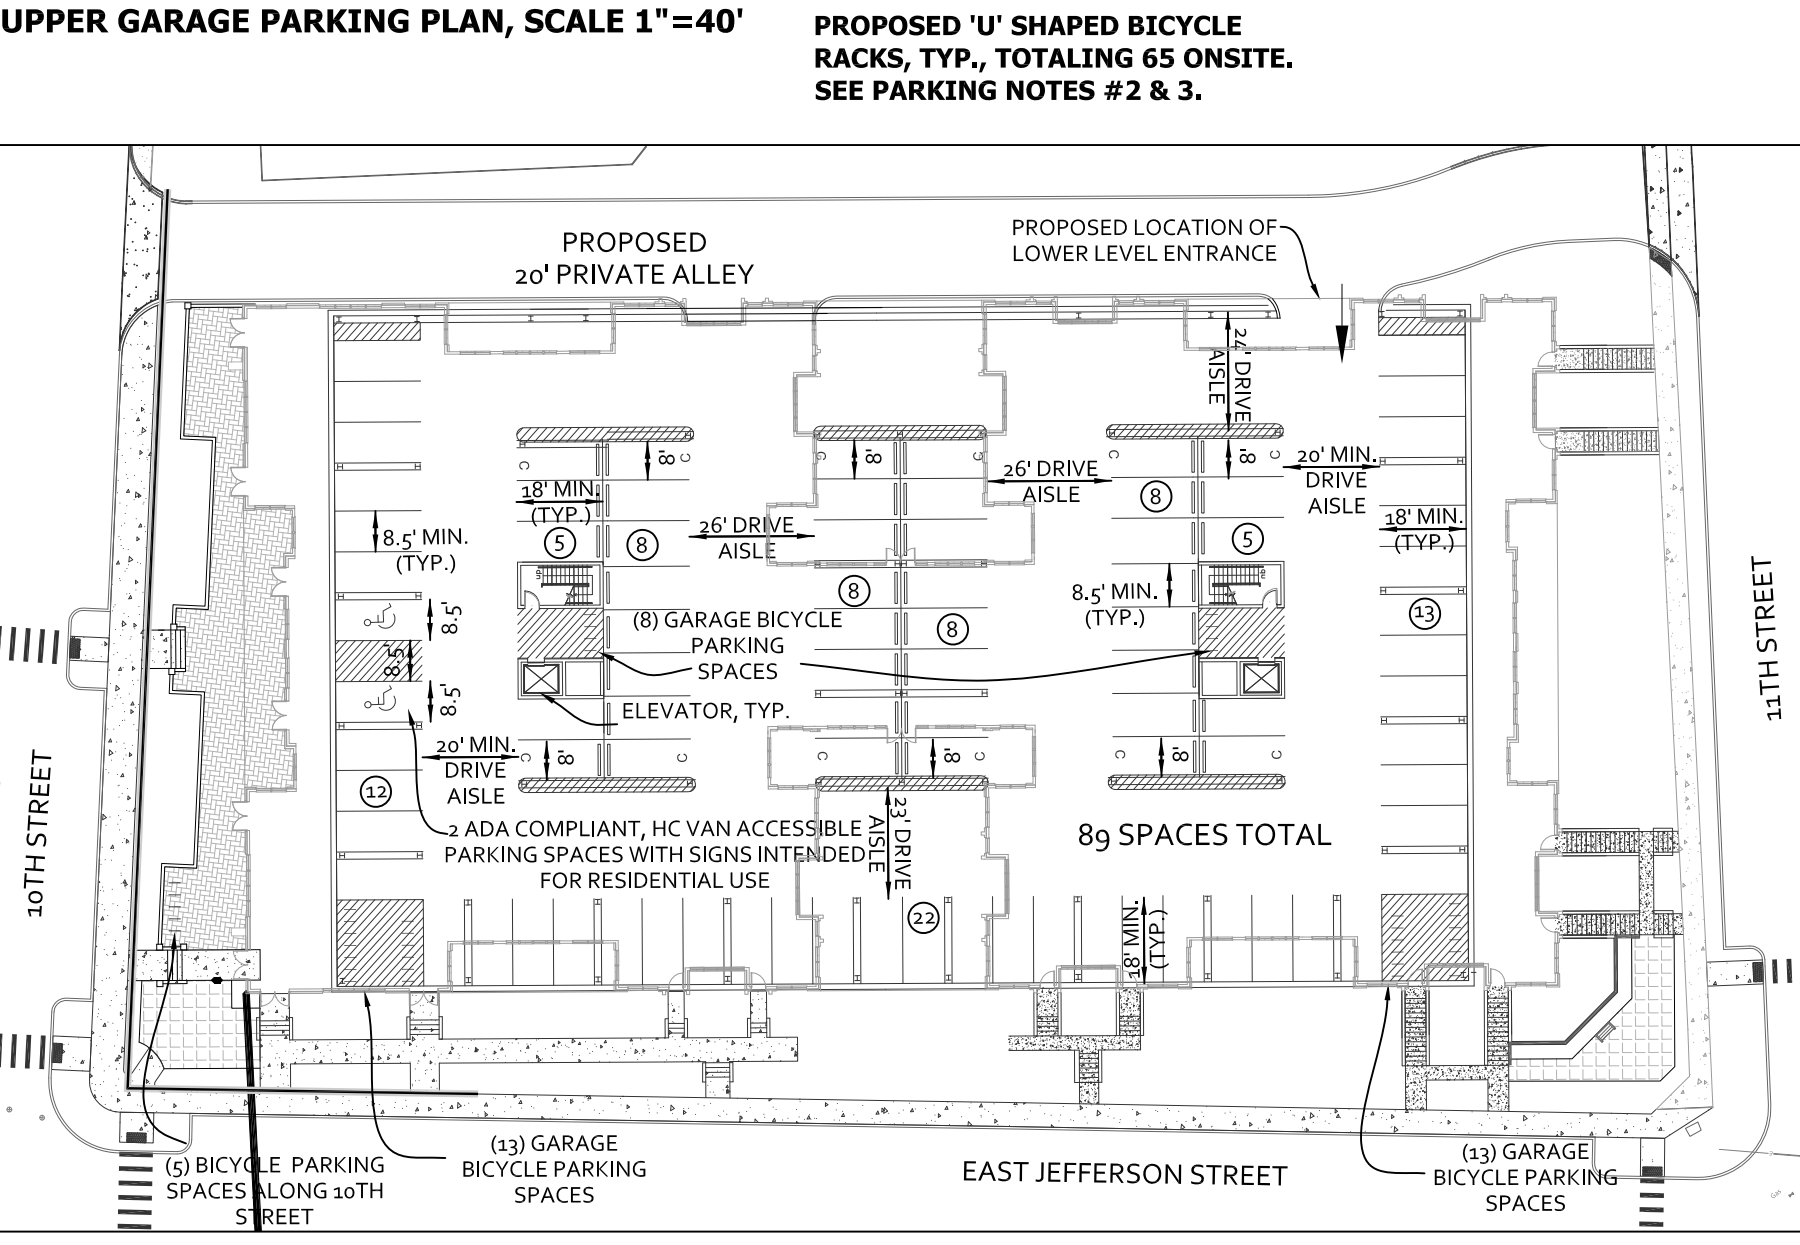 UPPER GARAGE PARKING PLAN, SCALE 1"=40'
PROPOSED 'U' SHAPED BICYCLE
RACKS, TYP., TOTALING 65 ONSITE.
SEE PARKING NOTES #2 & 3.
PROPOSED
20' PRIVATE ALLEY
PROPOSED LOCATION OF
LOWER LEVEL ENTRANCE
24' DRIVE
AISLE
8'
C
C
8'
C
C
C
8'
C
18' MIN.
(TYP.)
26' DRIVE
AISLE
26' DRIVE
AISLE
20' MIN.
DRIVE
AISLE
18' MIN.
(TYP.)
8
5
8
5
8.5' MIN.
(TYP.)
UP
UP
8
8
13
8.5' MIN.
(TYP.)
8.5'
8.5'
8.5'
(8) GARAGE BICYCLE
PARKING
SPACES
ELEVATOR, TYP.
20' MIN.
DRIVE
AISLE
C
8'
C
C
8'
C
C
8'
C
12
2 ADA COMPLIANT, HC VAN ACCESSIBLE
PARKING SPACES WITH SIGNS INTENDED
FOR RESIDENTIAL USE
23' DRIVE
AISLE
89 SPACES TOTAL
22
18' MIN.
(TYP.)
10TH STREET
11TH STREET
(5) BICYCLE PARKING
SPACES ALONG 10TH
STREET
(13) GARAGE
BICYCLE PARKING
SPACES
EAST JEFFERSON STREET
(13) GARAGE
BICYCLE PARKING
SPACES